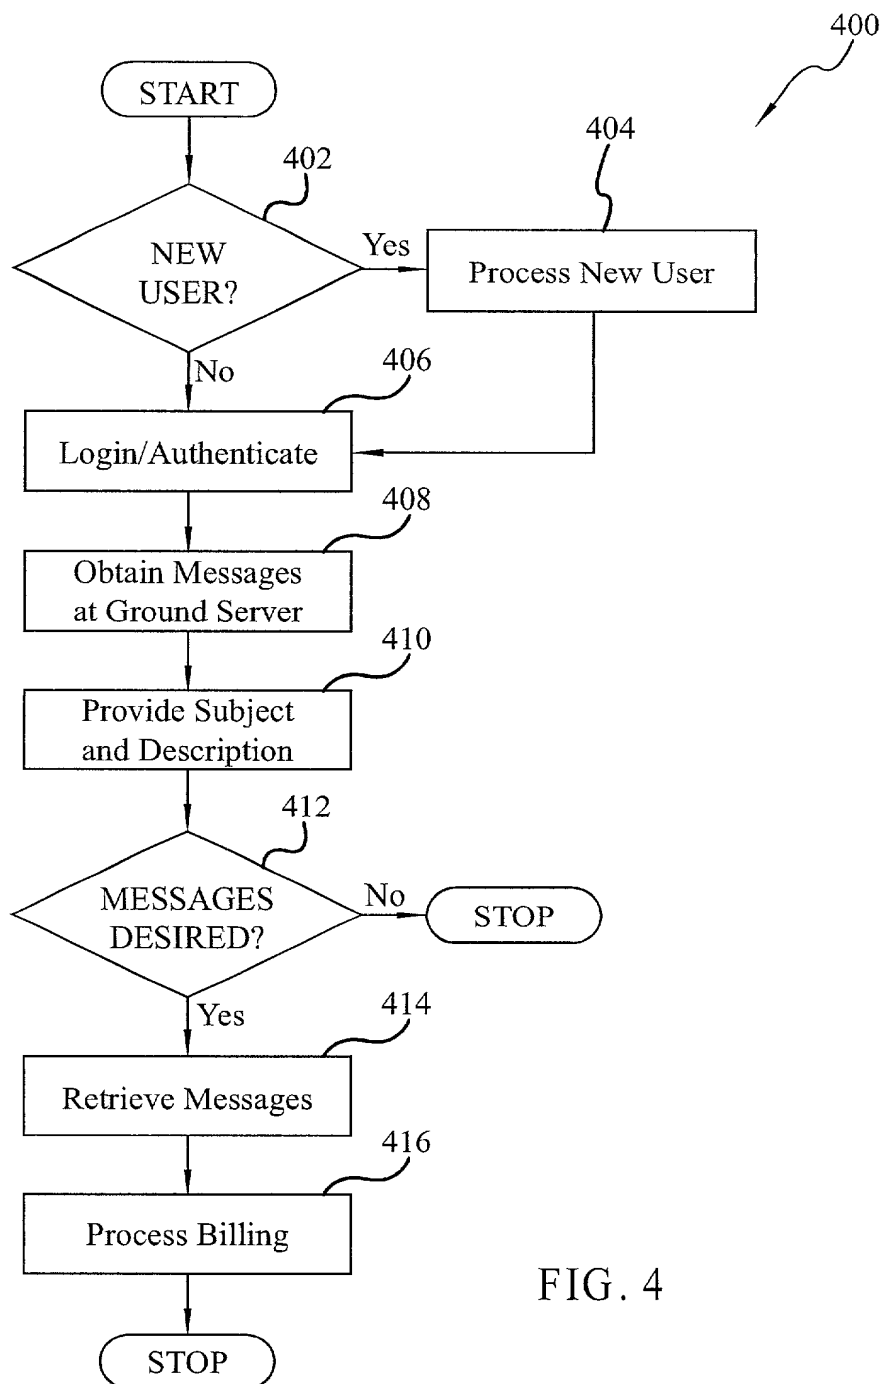 400
START
402
404
NEW
USER?
Yes
Process New User
No
406
Login/Authenticate
408
Obtain Messages
at Ground Server
410
Provide Subject
and Description
412
MESSAGES
DESIRED?
No
STOP
Yes
414
Retrieve Messages
416
Process Billing
FIG. 4
STOP